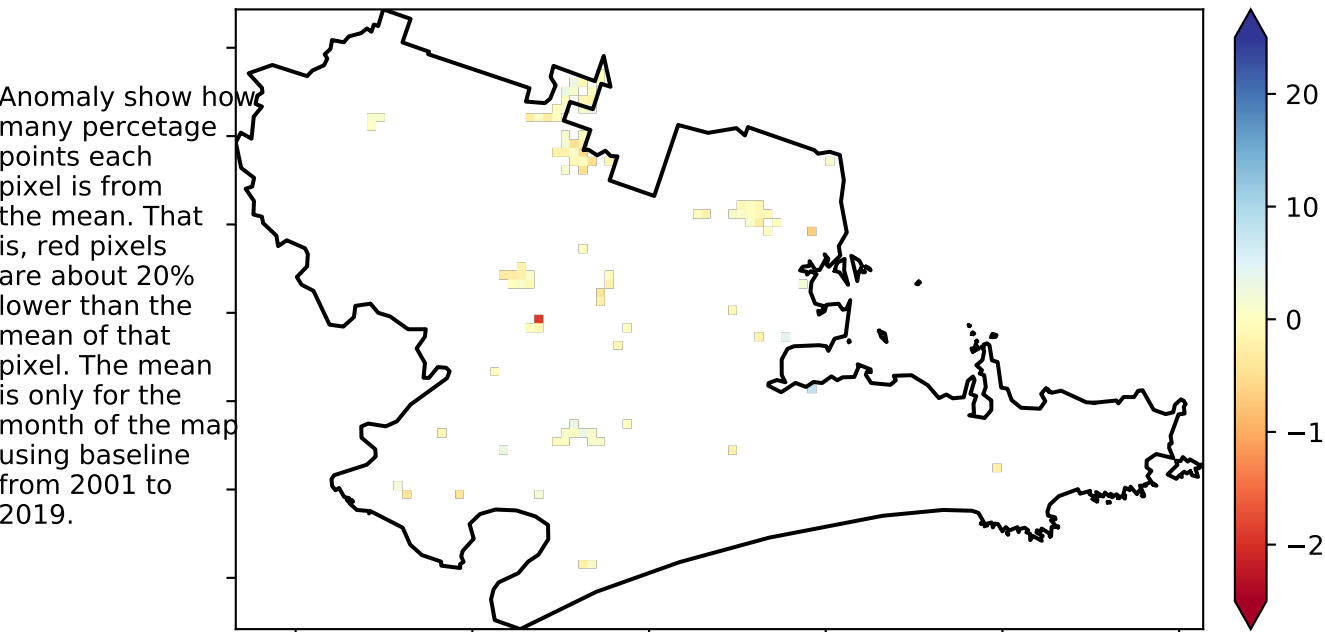 Anomaly show how
many percetage
points each
pixel is from
the mean. That
is, red pixels
are about 20%
lower than the
mean of that
pixel. The mean
is only for the
month of the map
using baseline
from 2001 to
2019.
20
10
0
−1
−2